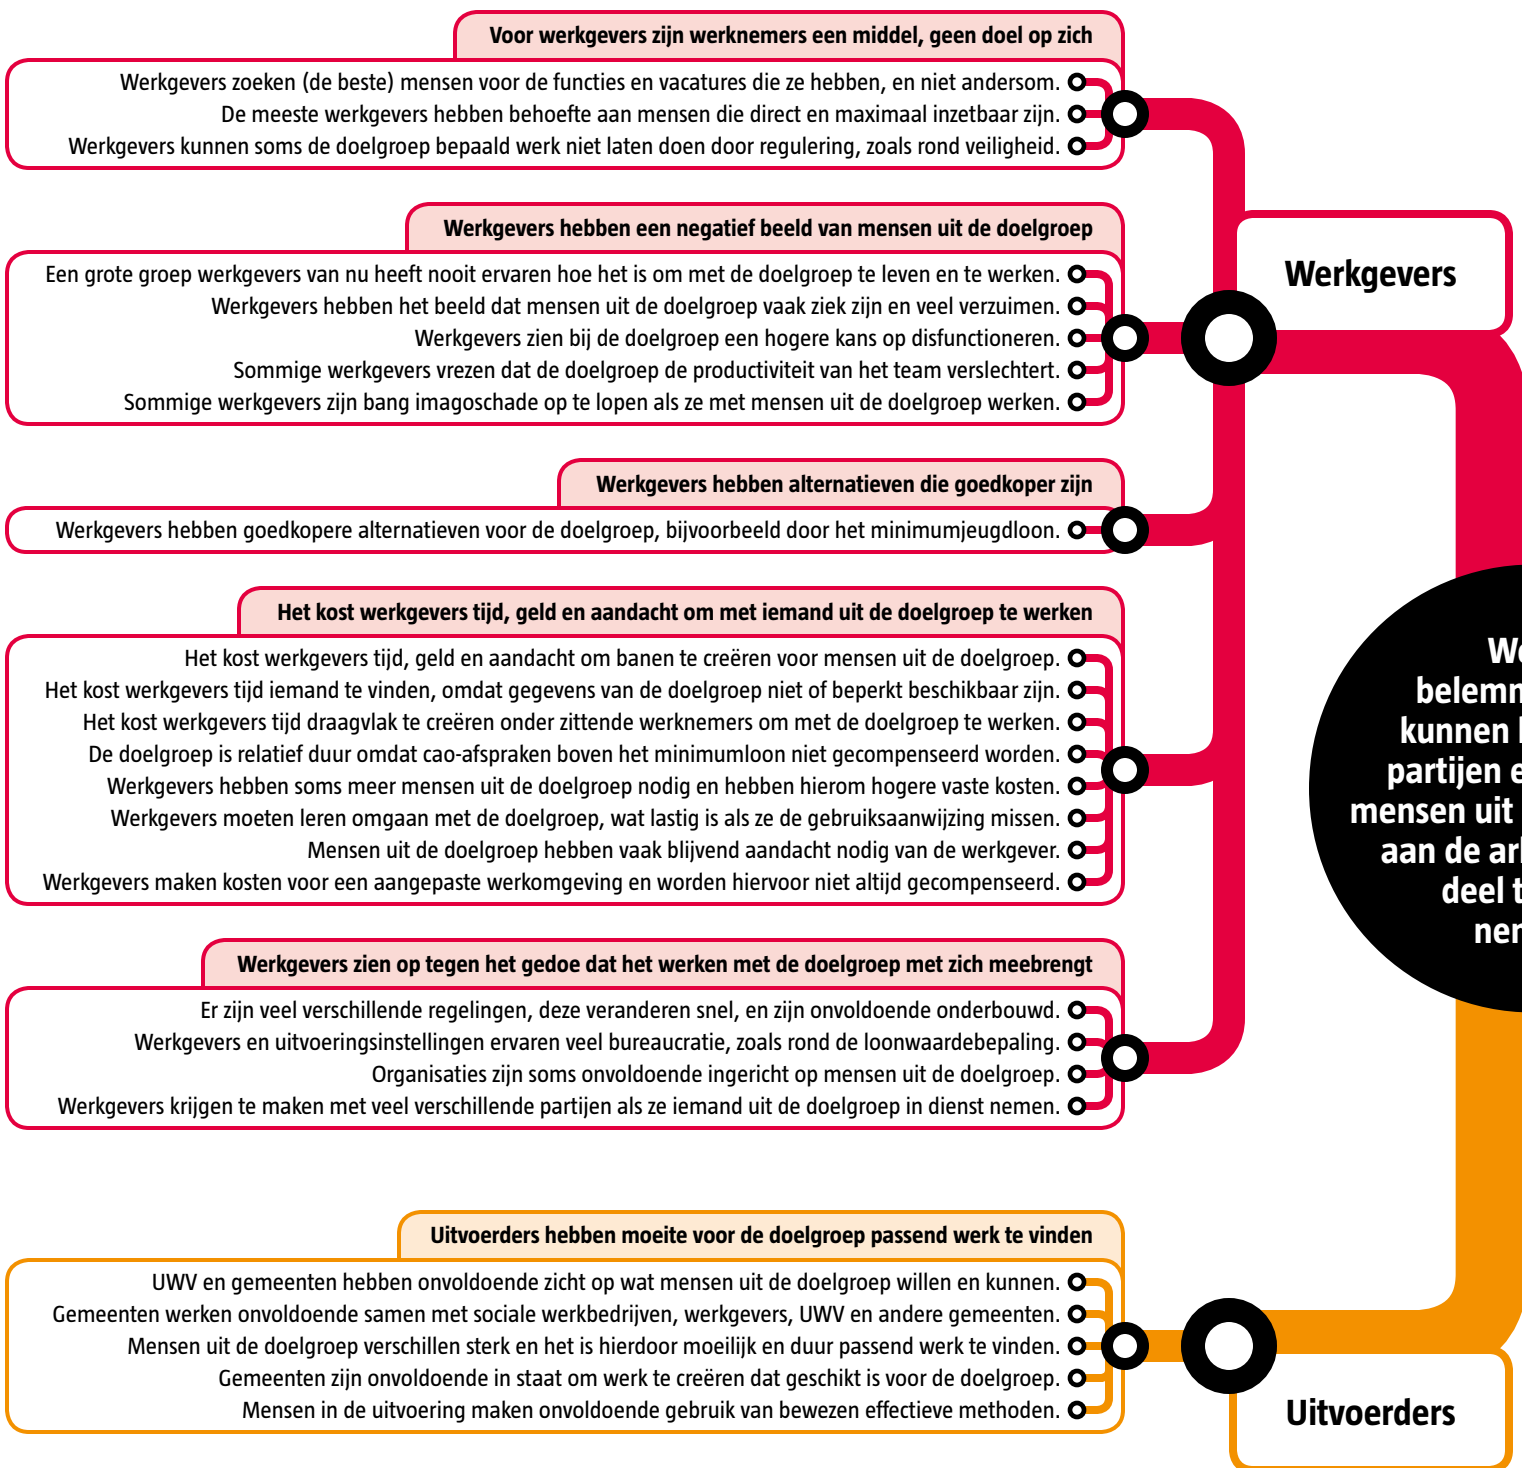 Voor werkgevers zijn werknemers een middel, geen doel op zich
Werkgevers zoeken (de beste) mensen voor de functies en vacatures die ze hebben, en niet andersom.
De meeste werkgevers hebben behoefte aan mensen die direct en maximaal inzetbaar zijn.
Werkgevers kunnen soms de doelgroep bepaald werk niet laten doen door regulering, zoals rond veiligheid.
Werkgevers hebben een negatief beeld van mensen uit de doelgroep
Een grote groep werkgevers van nu heeft nooit ervaren hoe het is om met de doelgroep te leven en te werken.
Werkgevers hebben het beeld dat mensen uit de doelgroep vaak ziek zijn en veel verzuimen.
Werkgevers zien bij de doelgroep een hogere kans op disfunctioneren.
Sommige werkgevers vrezen dat de doelgroep de productiviteit van het team verslechtert.
Sommige werkgevers zijn bang imagoschade op te lopen als ze met mensen uit de doelgroep werken.
Werkgevers
Werkgevers hebben alternatieven die goedkoper zijn
Werkgevers hebben goedkopere alternatieven voor de doelgroep, bijvoorbeeld door het minimumjeugdloon.
Het kost werkgevers tijd, geld en aandacht om met iemand uit de doelgroep te werken
Het kost werkgevers tijd, geld en aandacht om banen te creëren voor mensen uit de doelgroep.
Het kost werkgevers tijd iemand te vinden, omdat gegevens van de doelgroep niet of beperkt beschikbaar zijn.
Het kost werkgevers tijd draagvlak te creëren onder zittende werknemers om met de doelgroep te werken.
De doelgroep is relatief duur omdat cao-afspraken boven het minimumloon niet gecompenseerd worden.
Werkgevers hebben soms meer mensen uit de doelgroep nodig en hebben hierom hogere vaste kosten.
Werkgevers moeten leren omgaan met de doelgroep, wat lastig is als ze de gebruiksaanwijzing missen.
Mensen uit de doelgroep hebben vaak blijvend aandacht nodig van de werkgever.
Werkgevers maken kosten voor een aangepaste werkomgeving en worden hiervoor niet altijd gecompenseerd.
belemn
kunnen
partijen e
mensen uit
aan de ar
deel t
nem
Werkgevers zien op tegen het gedoe dat het werken met de doelgroep met zich meebrengt
Er zijn veel verschillende regelingen, deze veranderen snel, en zijn onvoldoende onderbouwd.
Werkgevers en uitvoeringsinstellingen ervaren veel bureaucratie, zoals rond de loonwaardebepaling.
Organisaties zijn soms onvoldoende ingericht op mensen uit de doelgroep.
Werkgevers krijgen te maken met veel verschillende partijen als ze iemand uit de doelgroep in dienst nemen.
Uitvoerders hebben moeite voor de doelgroep passend werk te vinden
UWV en gemeenten hebben onvoldoende zicht op wat mensen uit de doelgroep willen en kunnen.
Gemeenten werken onvoldoende samen met sociale werkbedrijven, werkgevers, UWV en andere gemeenten.
Mensen uit de doelgroep verschillen sterk en het is hierdoor moeilijk en duur passend werk te vinden.
Gemeenten zijn onvoldoende in staat om werk te creëren dat geschikt is voor de doelgroep.
Mensen in de uitvoering maken onvoldoende gebruik van bewezen effectieve methoden.
Uitvoerders